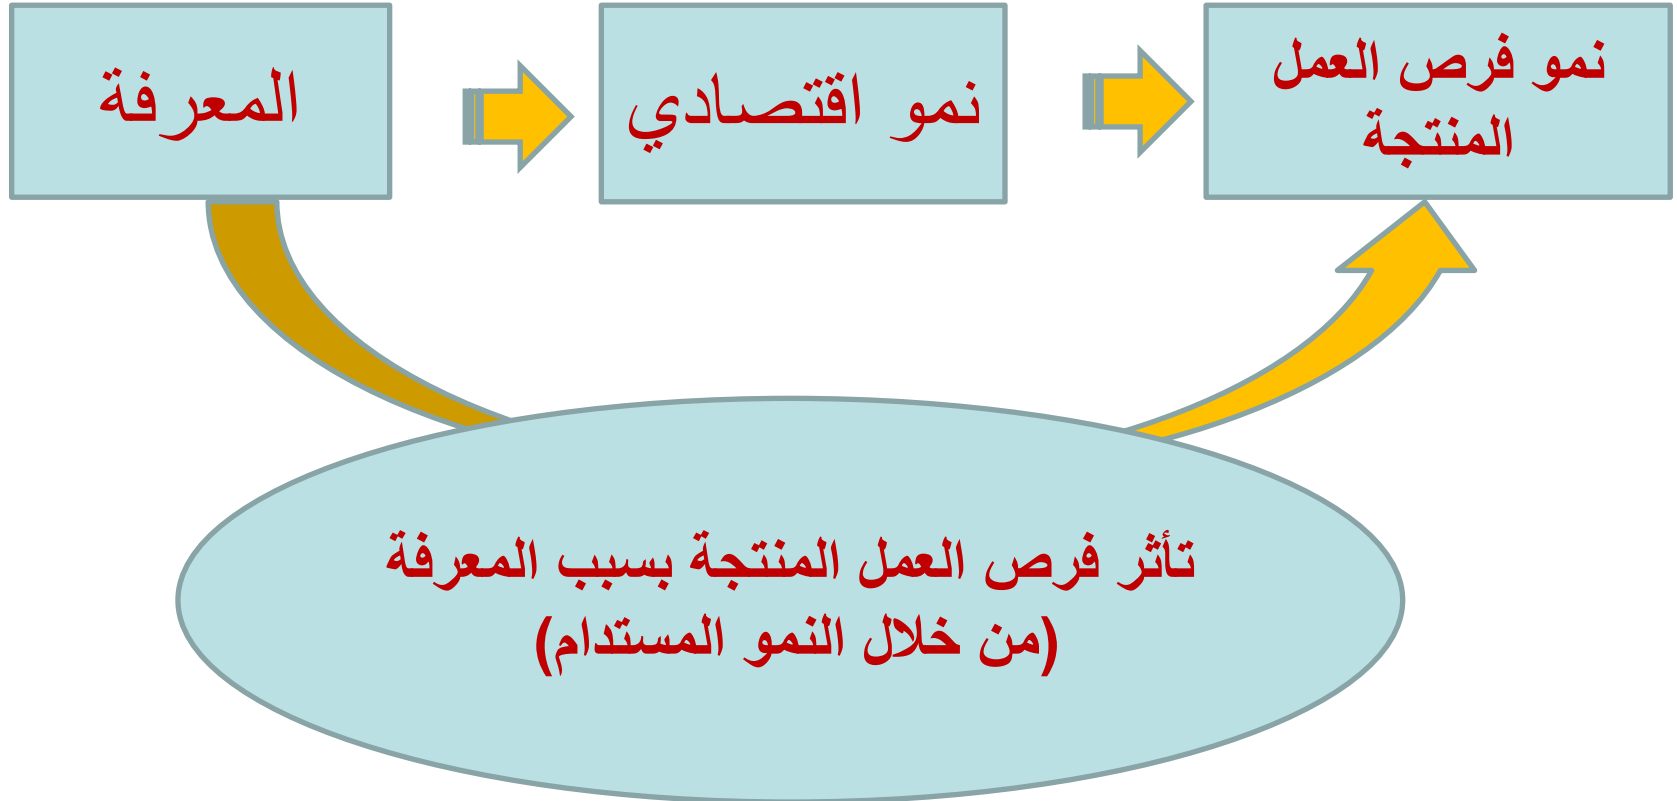 المعرفة
نمو اقتصادي
نمو فرص العمل
المنتجة
تأثر فرص العمل المنتجة بسبب المعرفة
(من خلال النمو المستدام)